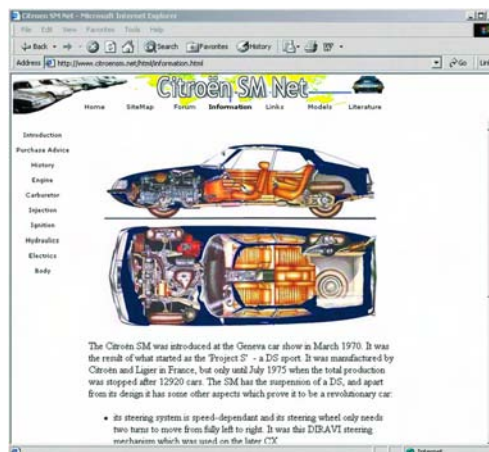 Citroen SM Net - Microsoft Internet Explorer
File Edit View Favorites Tools Help
Back Search Favorites History
Address http://www.citroensm.net/html/information.html Go Lin
Citroën SM Net
Home SiteMap Forum Information Links Models Literature
Introduction
Purchase Advice
History
Engine
Carburetor
Injection
Ignition
Hydraulics
Electrics
Body
The Citroën SM was introduced at the Geneva car show in March 1970. It was
the result of what started as the 'Project S' - a DS sport. It was manufactured by
Citroën and Ligier in France, but only until July 1975 when the total production
was stopped after 12920 cars. The SM has the suspension of a DS, and apart
from its design it has some other aspects which prove it to be a revolutionary car:
• its steering system is speed-dependant and its steering wheel only needs
two turns to move from fully left to right. It was this DIRAVI steering
mechanism which was used on the later CX
Internet